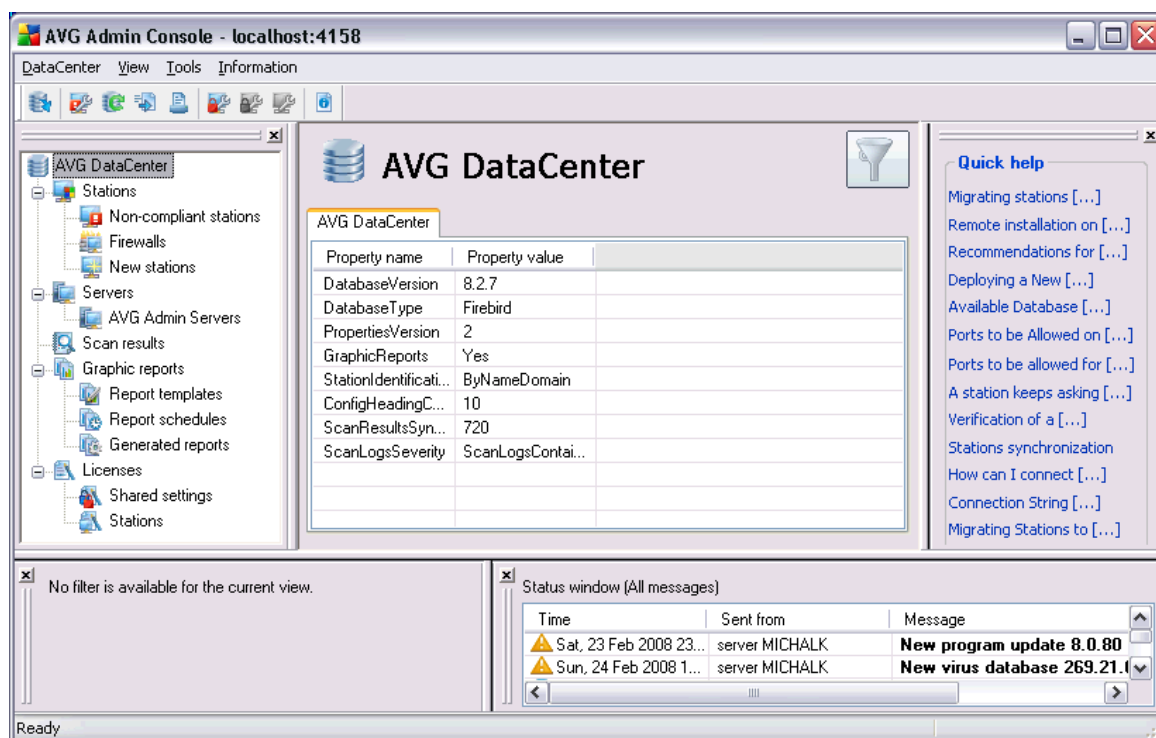 AVG Admin Console - localhost:4158
DataCenter View Tools Information
AVG DataCenter
Stations
Non-compliant stations
Firewalls
New stations
Servers
AVG Admin Servers
Scan results
Graphic reports
Report templates
Report schedules
Generated reports
Licenses
Shared settings
Stations
AVG DataCenter
AVG DataCenter
Property name Property value
DatabaseVersion 8.2.7
DatabaseType Firebird
PropertiesVersion 2
GraphicReports Yes
StationIdentificati... ByNameDomain
ConfigHeadingC... 10
ScanResultsSyn... 720
ScanLogsSeverity ScanLogsContai...
Quick help
Migrating stations [...]
Remote installation on [...]
Recommendations for [...]
Deploying a New [...]
Available Database [...]
Ports to be Allowed on [...]
Ports to be allowed for [...]
A station keeps asking [...]
Verification of a [...]
Stations synchronization
How can I connect [...]
Connection String [...]
Migrating Stations to [...]
No filter is available for the current view.
Status window (All messages)
Time Sent from Message
Sat, 23 Feb 2008 23... server MICHALK New program update 8.0.80
Sun, 24 Feb 2008 1... server MICHALK New virus database 269.21.
Ready